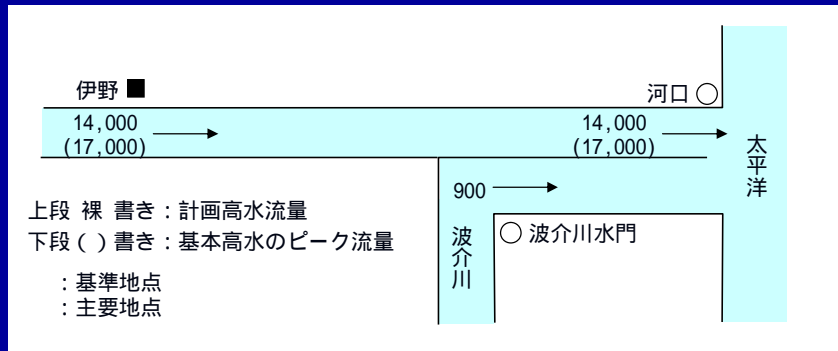 伊野 ■
河口 ○
14,000
(17,000)
14,000
(17,000)
太平洋
900
上段 裸 書き：計画高水流量
下段 ( ) 書き：基本高水のピーク流量
波介川
○ 波介川水門
：基準地点
：主要地点